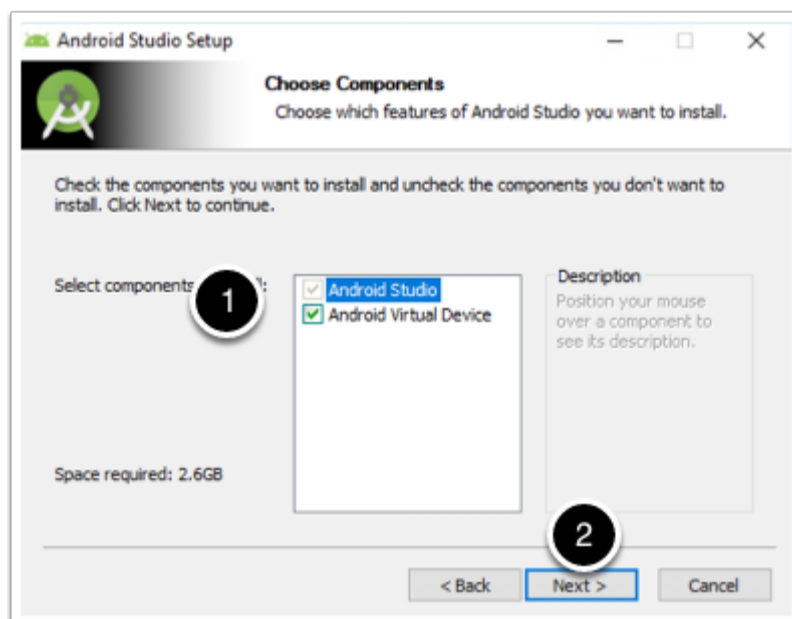 Android Studio Setup
Choose Components
Choose which features of Android Studio you want to install.
Check the components you want to install and uncheck the components you don't want to
install. Click Next to continue.
Select components
1
Android Studio
Android Virtual Device
Description
Position your mouse
over a component to
see its description.
Space required: 2.6GB
2
< Back
Next >
Cancel